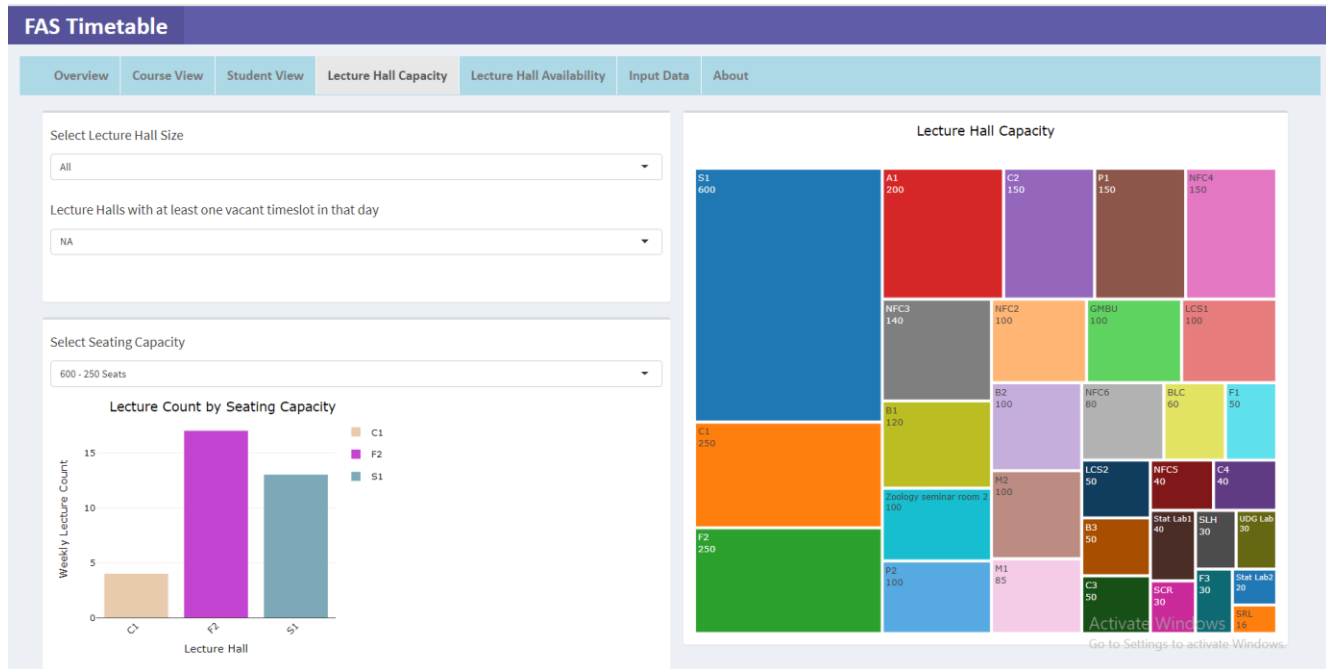 FAS Timetable
Overview Course View Student View Lecture Hall Capacity Lecture Hall Availability Input Data About
Select Lecture Hall Size
All
Lecture Halls with at least one vacant timeslot in that day
NA
Select Seating Capacity
600 - 250 Seats
Lecture Count by Seating Capacity
C1
F2
S1
15
10
5
0
Weekly Lecture Count
C1 F2 S1
Lecture Hall
Lecture Hall Capacity
S1
600
C1
250
F2
250
A1
200
C2
150
P1
150
NFC4
150
NFC3
140
B1
120
Zoology seminar room 2
100
P2
100
NFC2
100
GMBU
100
LCS1
100
B2
100
M2
100
M1
85
NFC6
80
BLC
60
F1
50
LCS2
50
B3
50
C3
50
NFC5
40
C4
40
Stat Lab1
40
SLH
30
UDG Lab
30
SCR
30
F3
30
Stat Lab2
20
SRL
16
Activate Windows
Go to Settings to activate Windows.